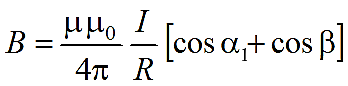 B = μμ₀/4π I/R [cos α₁+ cos β]